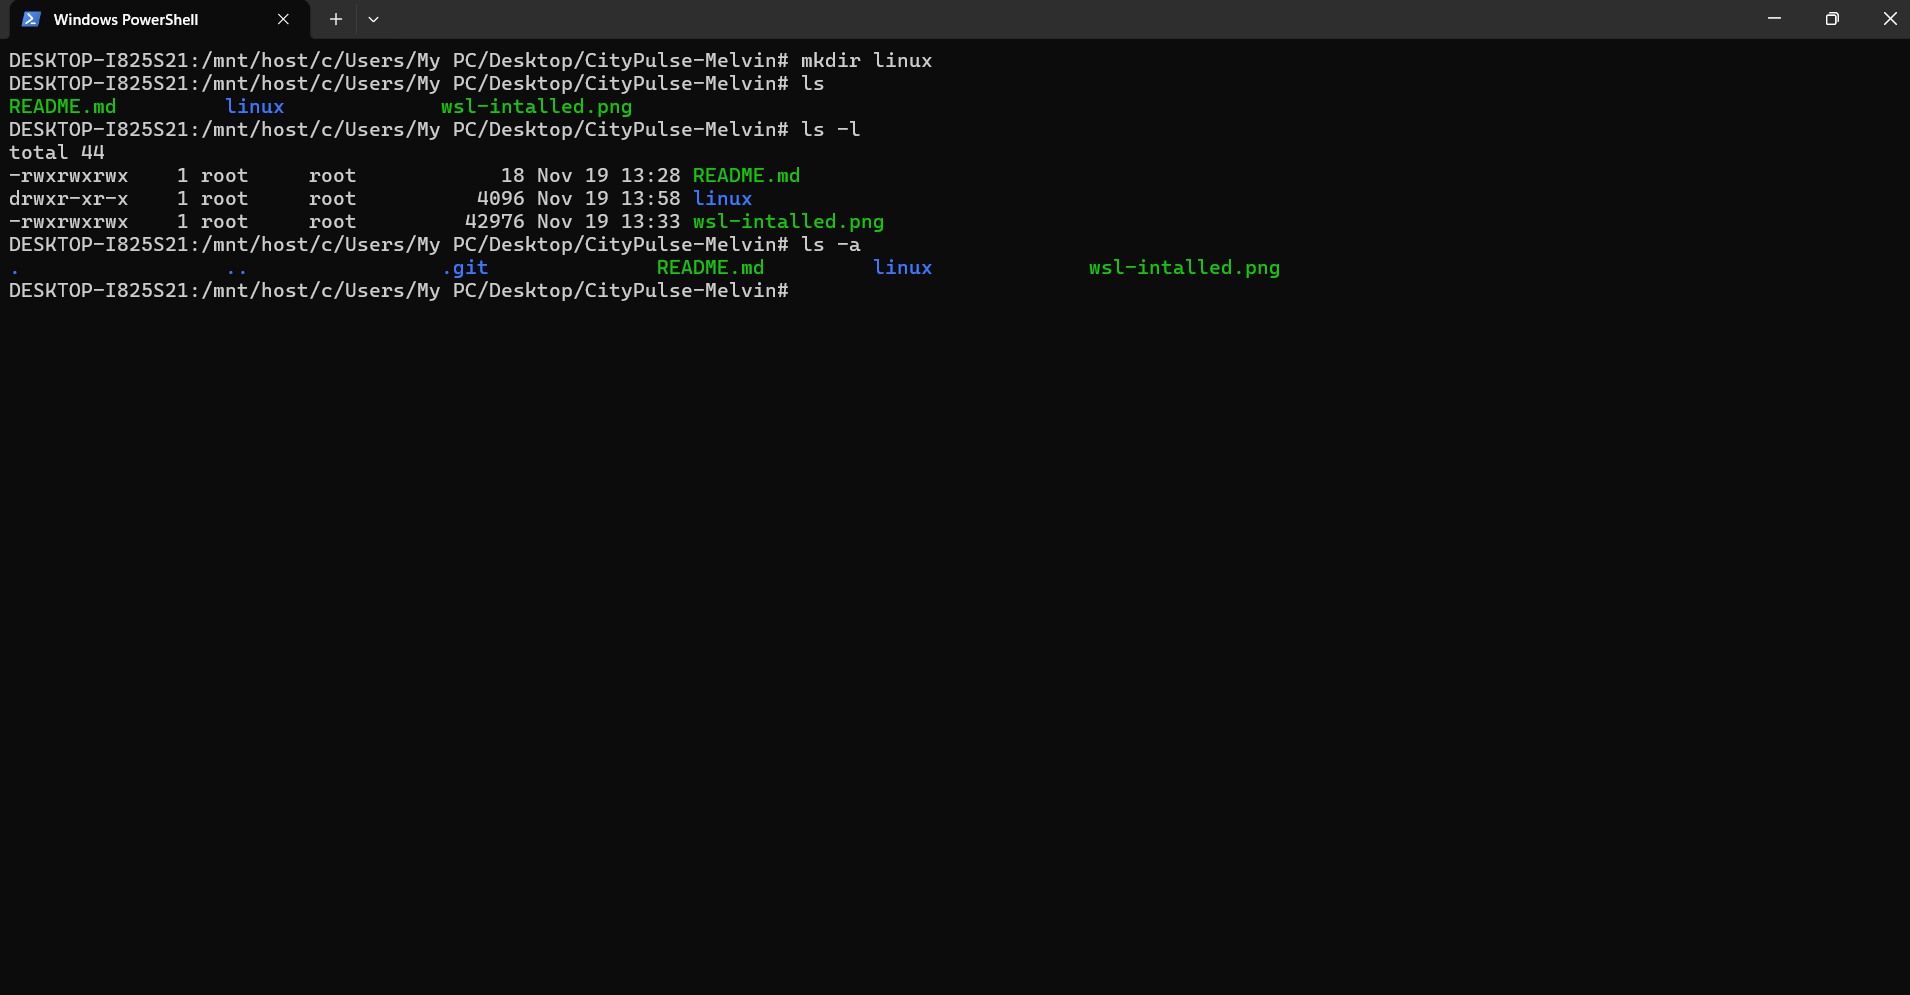 Windows PowerShell
DESKTOP-I825S21:/mnt/host/c/Users/My PC/Desktop/CityPulse-Melvin# mkdir linux
DESKTOP-I825S21:/mnt/host/c/Users/My PC/Desktop/CityPulse-Melvin# ls
README.md         linux             wsl-intalled.png
DESKTOP-I825S21:/mnt/host/c/Users/My PC/Desktop/CityPulse-Melvin# ls -l
total 44
-rwxrwxrwx    1 root     root            18 Nov 19 13:28 README.md
drwxr-xr-x    1 root     root          4096 Nov 19 13:58 linux
-rwxrwxrwx    1 root     root         42976 Nov 19 13:33 wsl-intalled.png
DESKTOP-I825S21:/mnt/host/c/Users/My PC/Desktop/CityPulse-Melvin# ls -a
.                 ..                .git              README.md         linux             wsl-intalled.png
DESKTOP-I825S21:/mnt/host/c/Users/My PC/Desktop/CityPulse-Melvin#